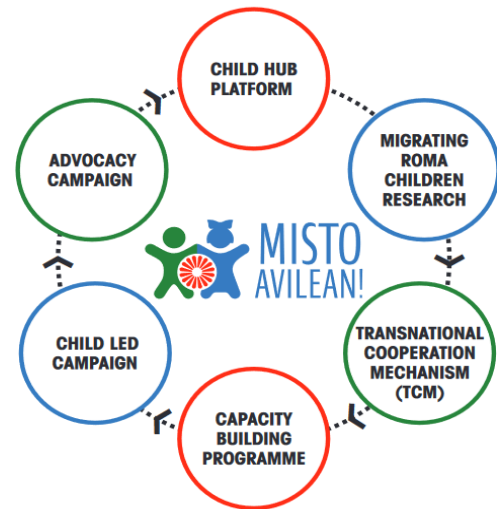 CHILD HUB
PLATFORM
MIGRATING
ROMA
CHILDREN
RESEARCH
TRANSNATIONAL
COOPERATION
MECHANISM
(TCM)
CAPACITY
BUILDING
PROGRAMME
CHILD LED
CAMPAIGN
ADVOCACY
CAMPAIGN
MISTO
AVILEAN!